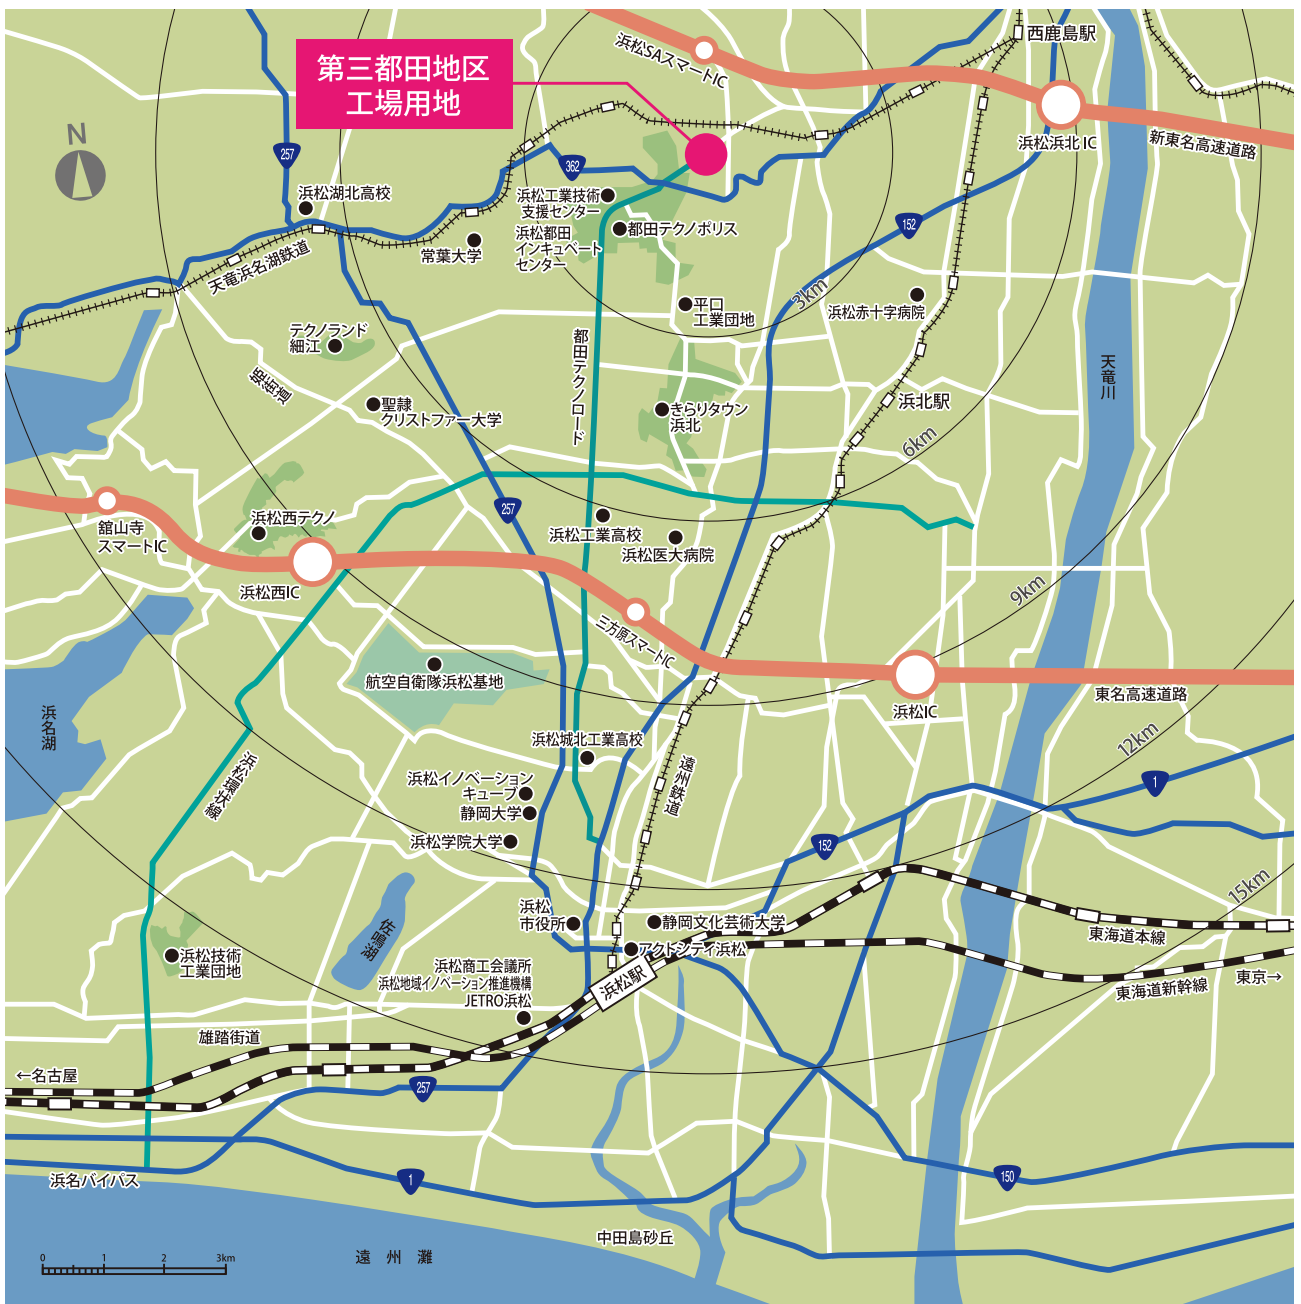 第三都田地区
工場用地
浜松SAスマートIC
西鹿島駅
N
257
362
浜松浜北 IC
新東名高速道路
浜松湖北高校
浜松工業技術
支援センター
152
都田テクノポリス
浜松都田
インキュベート
センター
天竜浜名湖鉄道
常葉大学
3km
平口
工業団地
浜松赤十字病院
テクノランド
細江
都田テクノロード
天竜川
姫街道
聖隷
クリストファー大学
きらりタウン
浜北
浜北駅
6km
257
浜松西テクノ
舘山寺
スマートIC
浜松工業高校
浜松医大病院
浜松西IC
9km
三方原スマートIC
航空自衛隊浜松基地
東名高速道路
浜松IC
浜名湖
浜松城北工業高校
12km
浜松環状線
遠州鉄道
浜松イノベーション
キューブ
1
静岡大学
浜松学院大学
152
15km
浜松
市役所
静岡文化芸術大学
佐鳴湖
東海道本線
浜松技術
工業団地
アクトシティ浜松
浜松商工会議所
浜松地域イノベーション推進機構
JETRO浜松
浜松駅
東海道新幹線
東京→
雄踏街道
←名古屋
257
浜名バイパス
1
150
中田島砂丘
遠州灘
0 1 2 3km